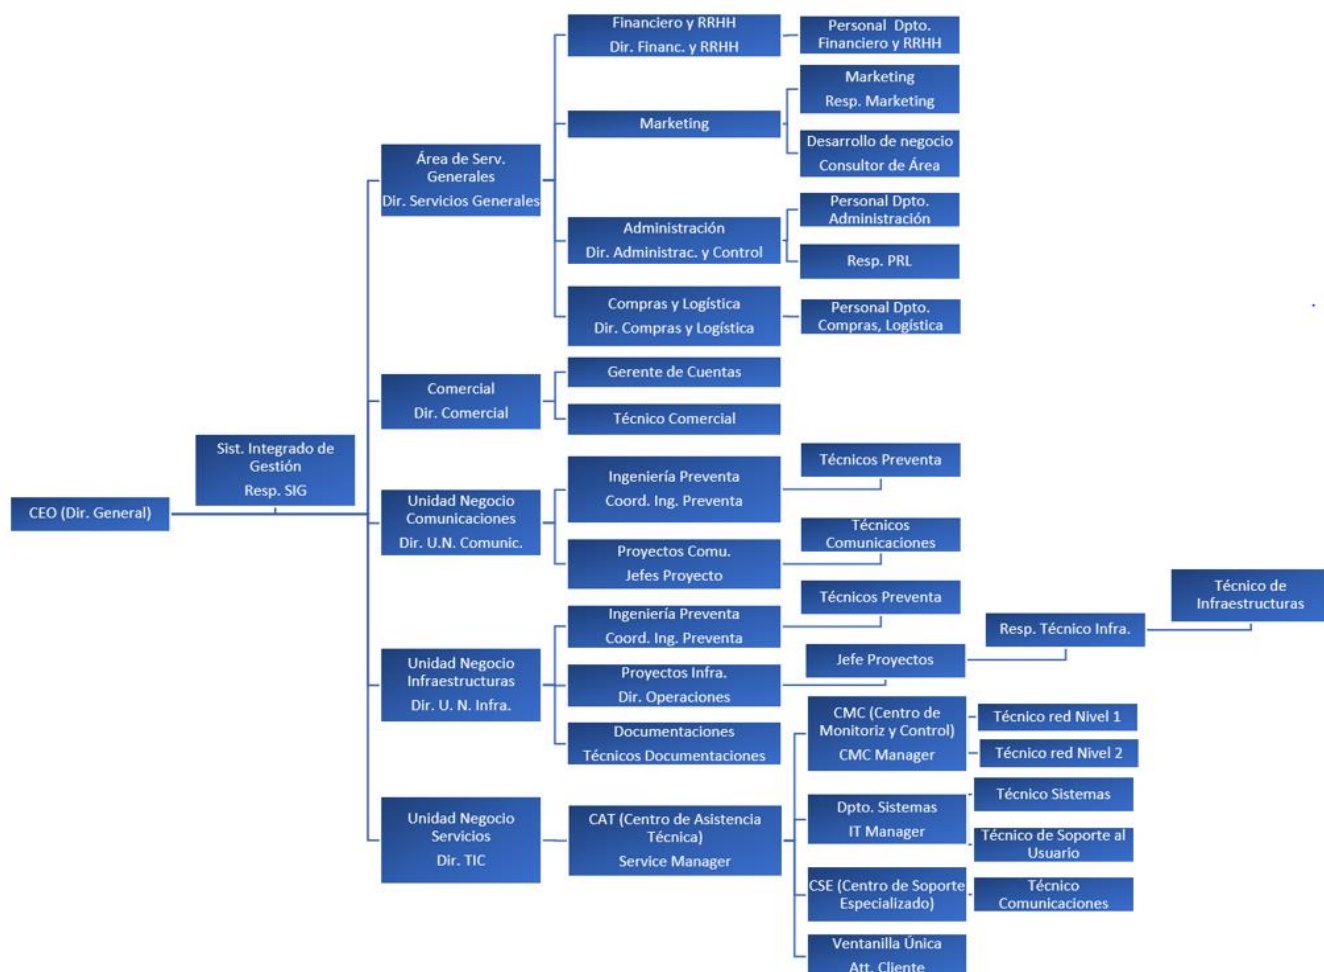 CEO (Dir. General)
Sist. Integrado de
Gestión
Resp. SIG
Área de Serv.
Generales
Dir. Servicios Generales
Financiero y RRHH
Dir. Financ. y RRHH
Personal Dpto.
Financiero y RRHH
Marketing
Marketing
Resp. Marketing
Desarrollo de negocio
Consultor de Área
Administración
Dir. Administrac. y Control
Personal Dpto.
Administración
Resp. PRL
Compras y Logística
Dir. Compras y Logística
Personal Dpto.
Compras, Logística
Comercial
Dir. Comercial
Gerente de Cuentas
Técnico Comercial
Unidad Negocio
Comunicaciones
Dir. U.N. Comunic.
Ingeniería Preventa
Coord. Ing. Preventa
Técnicos Preventa
Proyectos Comu.
Jefes Proyecto
Técnicos
Comunicaciones
Unidad Negocio
Infraestructuras
Dir. U. N. Infra.
Ingeniería Preventa
Coord. Ing. Preventa
Técnicos Preventa
Proyectos Infra.
Dir. Operaciones
Jefe Proyectos
Resp. Técnico Infra.
Técnico de
Infraestructuras
Documentaciones
Técnicos Documentaciones
Unidad Negocio
Servicios
Dir. TIC
CAT (Centro de Asistencia
Técnica)
Service Manager
CMC (Centro de
Monitoriz y Control)
CMC Manager
Técnico red Nivel 1
Técnico red Nivel 2
Dpto. Sistemas
IT Manager
Técnico Sistemas
Técnico de Soporte al
Usuario
CSE (Centro de Soporte
Especializado)
Técnico
Comunicaciones
Ventanilla Única
Att. Cliente